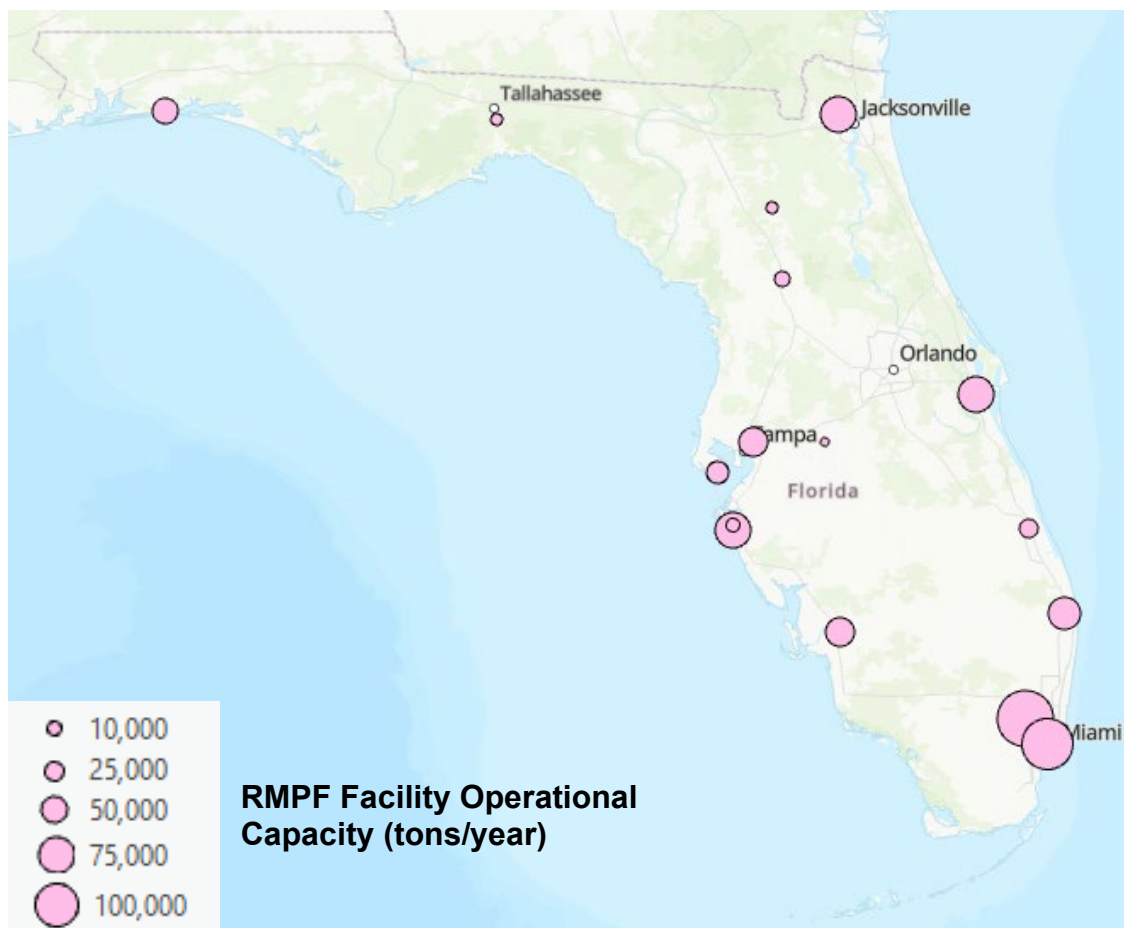 Tallahassee
Jacksonville
Orlando
Tampa
Florida
Miami
10,000
25,000
50,000
75,000
100,000
RMPF Facility Operational
Capacity (tons/year)